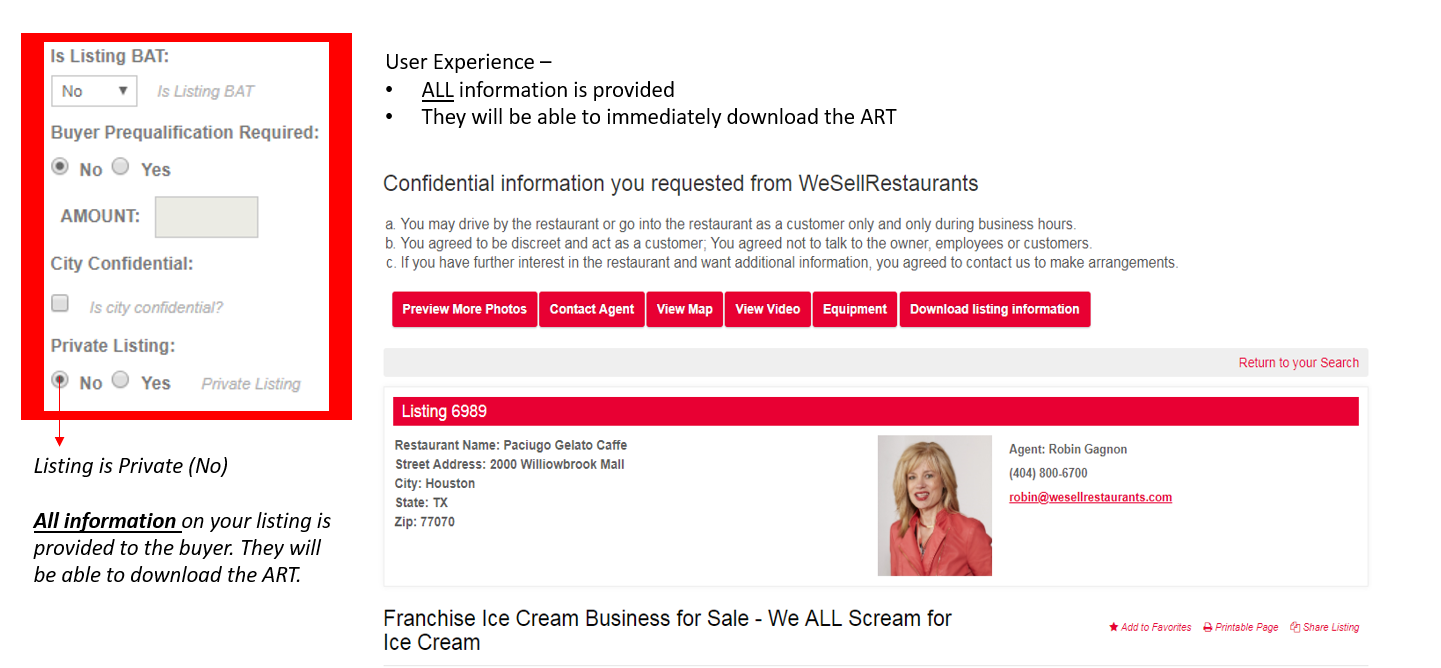 Is Listing BAT:
No Is Listing BAT
Buyer Prequalification Required:
No Yes
AMOUNT:
City Confidential:
Is city confidential?
Private Listing:
No Yes Private Listing
Listing is Private (No)
All information on your listing is
provided to the buyer. They will
be able to download the ART.
User Experience –
• ALL information is provided
• They will be able to immediately download the ART
Confidential information you requested from WeSellRestaurants
a. You may drive by the restaurant or go into the restaurant as a customer only and only during business hours.
b. You agreed to be discreet and act as a customer; You agreed not to talk to the owner, employees or customers.
c. If you have further interest in the restaurant and want additional information, you agreed to contact us to make arrangements.
Preview More Photos Contact Agent View Map View Video Equipment Download listing information
Return to your Search
Listing 6989
Restaurant Name: Paciugo Gelato Caffe
Street Address: 2000 Williowbrook Mall
City: Houston
State: TX
Zip: 77070
Agent: Robin Gagnon
(404) 800-6700
robin@wesellrestaurants.com
Franchise Ice Cream Business for Sale - We ALL Scream for
Ice Cream
Add to Favorites Printable Page Share Listing